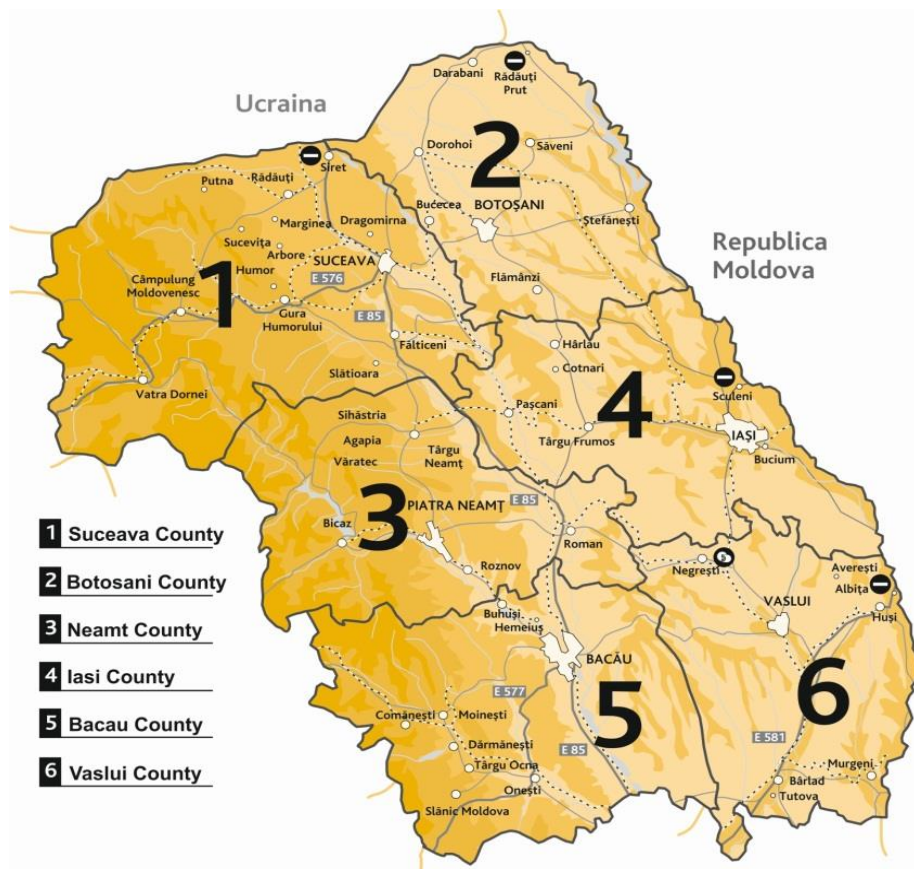 Darabani
Rădăuți
Prut
Ucraina
2
Dorohoi
Săveni
Siret
Putna
Rădăuți
Bucecea
BOTOȘANI
Ștefănești
Marginea
Dragomirna
Sucevița
Arbore
SUCEAVA
Republica
Moldova
Humor
E 576
Flămânzi
1
Câmpulung
Moldovenesc
Gura
Humorului
E 85
Fălticeni
Hârlău
Cotnari
4
Sculeni
Slătioara
Vatra Dornei
Pașcani
Târgu Frumos
IAȘI
Bucium
Sihăstria
Agapia
Văratec
Târgu
Neamț
3
E 85
PIATRA NEAMȚ
Bicaz
Roman
Roznov
Negrești
Averești
Albița
VASLUI
Huși
Buhuși
Hemeiuș
BACĂU
5
6
E 577
Comănești
Moinești
Dărmănești
Târgu Ocna
E 85
E 581
Onești
Slănic Moldova
Murgeni
Bârlad
Tutova
1 Suceava County
2 Botosani County
3 Neamt County
4 Iasi County
5 Bacau County
6 Vaslui County